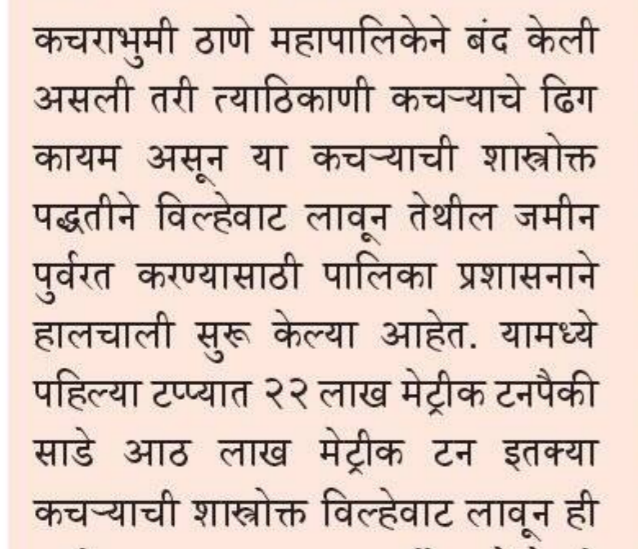 कचराभुमी ठाणे महापालिकेने बंद केली
असली तरी त्याठिकाणी कचऱ्याचे ढिग
कायम असून या कचऱ्याची शास्त्रोक्त
पद्धतीने विल्हेवाट लावून तेथील जमीन
पुर्वरत करण्यासाठी पालिका प्रशासनाने
हालचाली सुरू केल्या आहेत. यामध्ये
पहिल्या टप्प्यात २२ लाख मेट्रीक टनपैकी
साडे आठ लाख मेट्रीक टन इतक्या
कचऱ्याची शास्त्रोक्त विल्हेवाट लावून ही